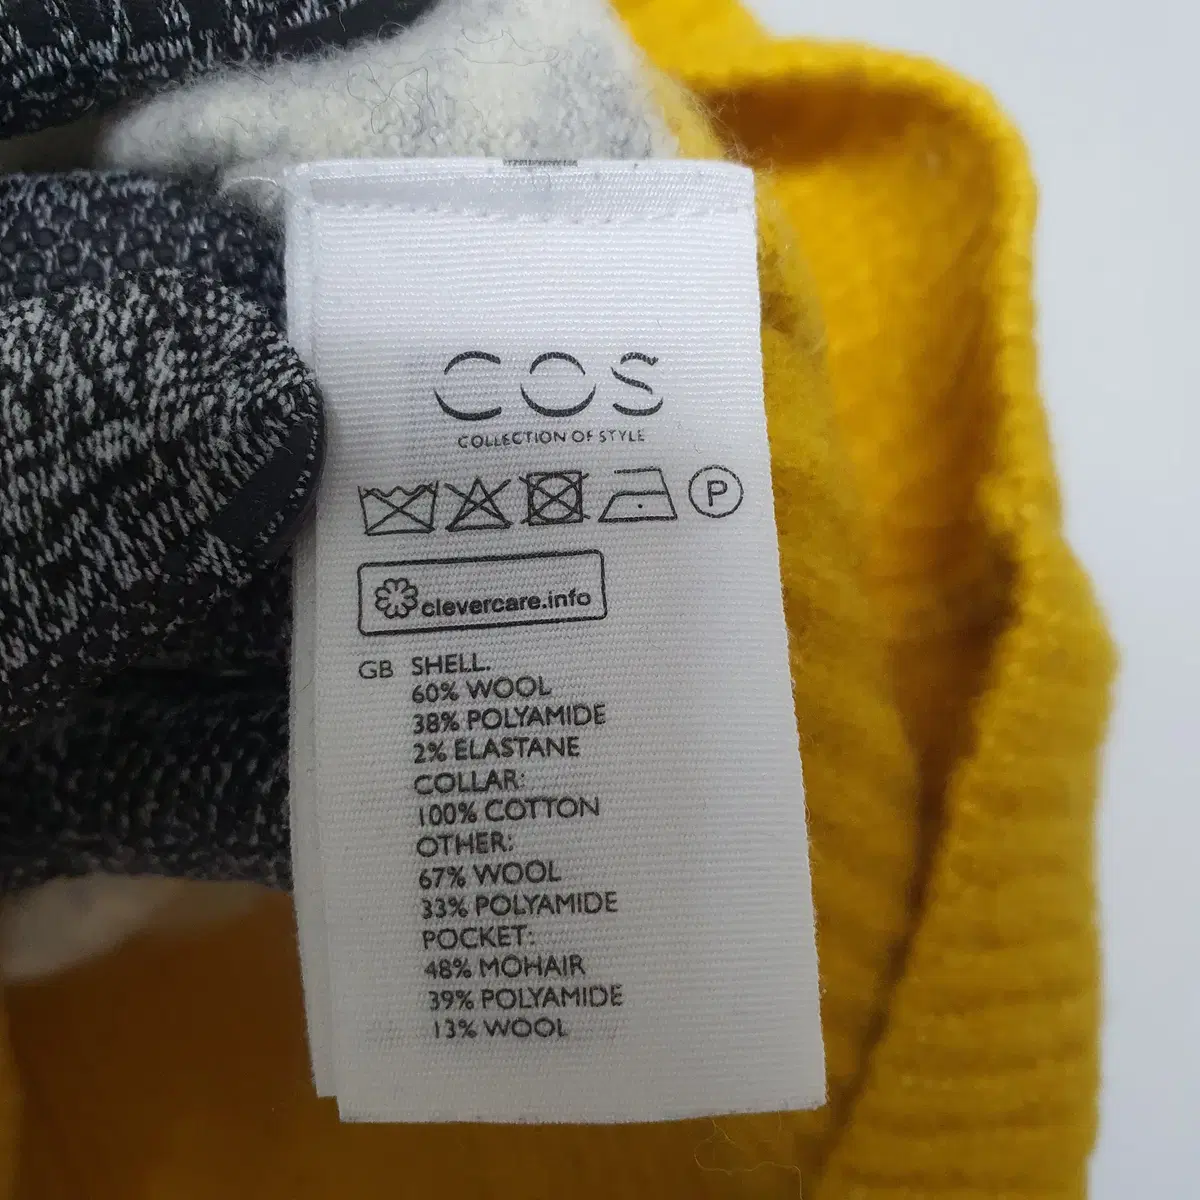 COS
COLLECTION OF STYLE
P
clevercare.info
GB SHELL.
60% WOOL
38% POLYAMIDE
2% ELASTANE
COLLAR:
100% COTTON
OTHER:
67% WOOL
33% POLYAMIDE
POCKET:
48% MOHAIR
39% POLYAMIDE
13% WOOL